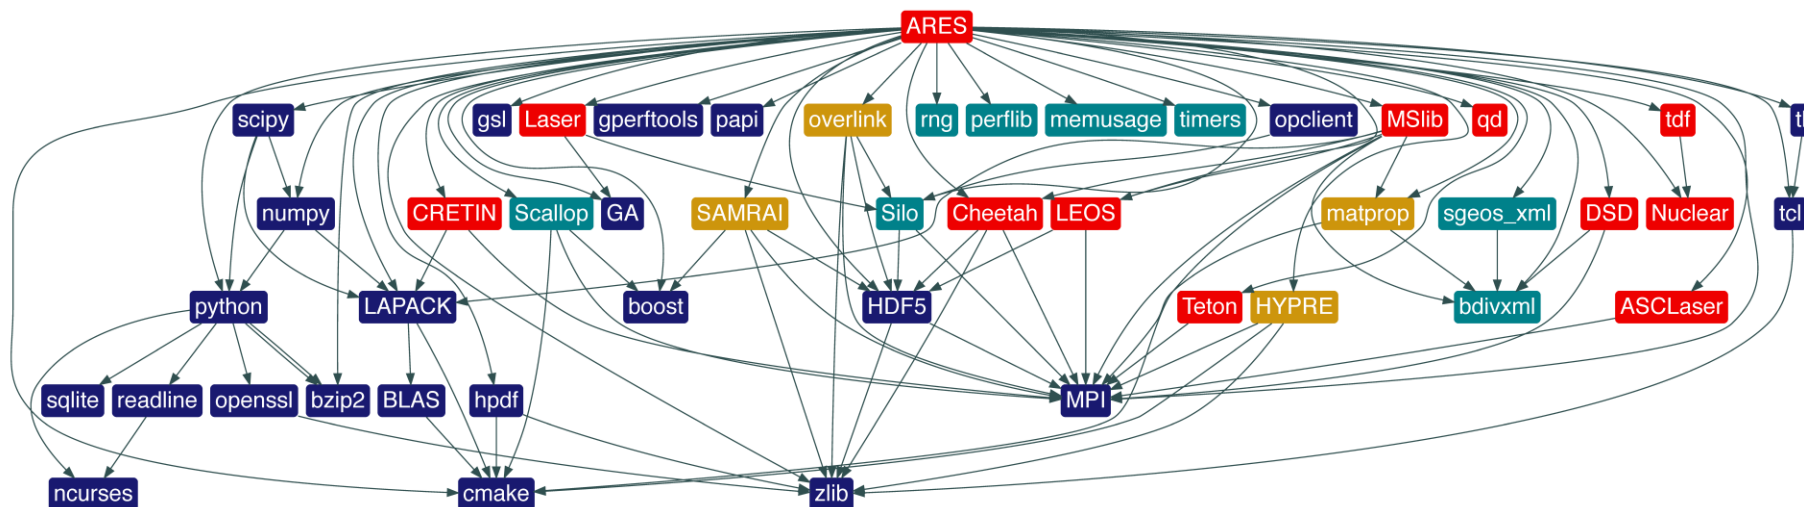 ARES
scipy
gsl
Laser
gperftools
papi
overlink
rng
perflib
memusage
timers
opclient
MSlib
qd
tdf
numpy
CRETIN
Scallop
GA
SAMRAI
Silo
Cheetah
LEOS
matprop
sgeos_xml
DSD
Nuclear
tcl
python
LAPACK
boost
HDF5
Teton
HYPRE
bdivxml
ASCLaser
sqlite
readline
openssl
bzip2
BLAS
hpdf
MPI
ncurses
cmake
zlib